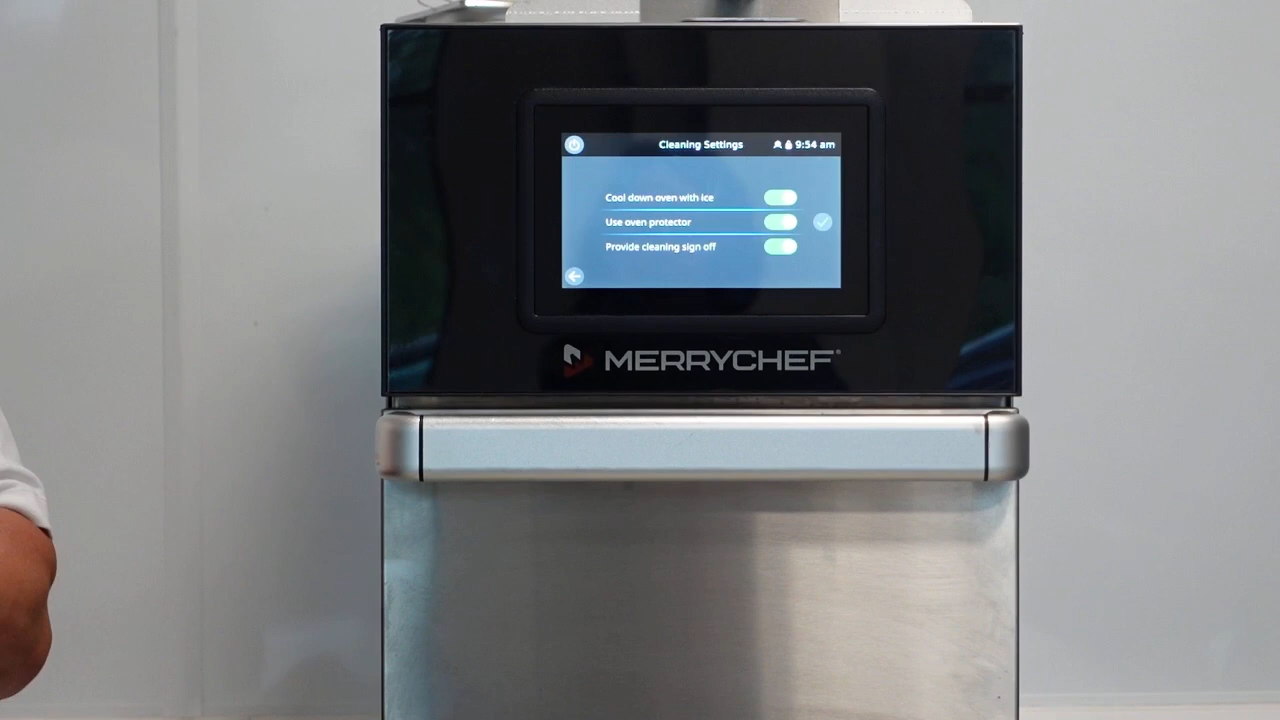 Cleaning Settings 9:54 am
Cool down oven with ice
Use oven protector
Provide cleaning sign off
MERRYCHEF®